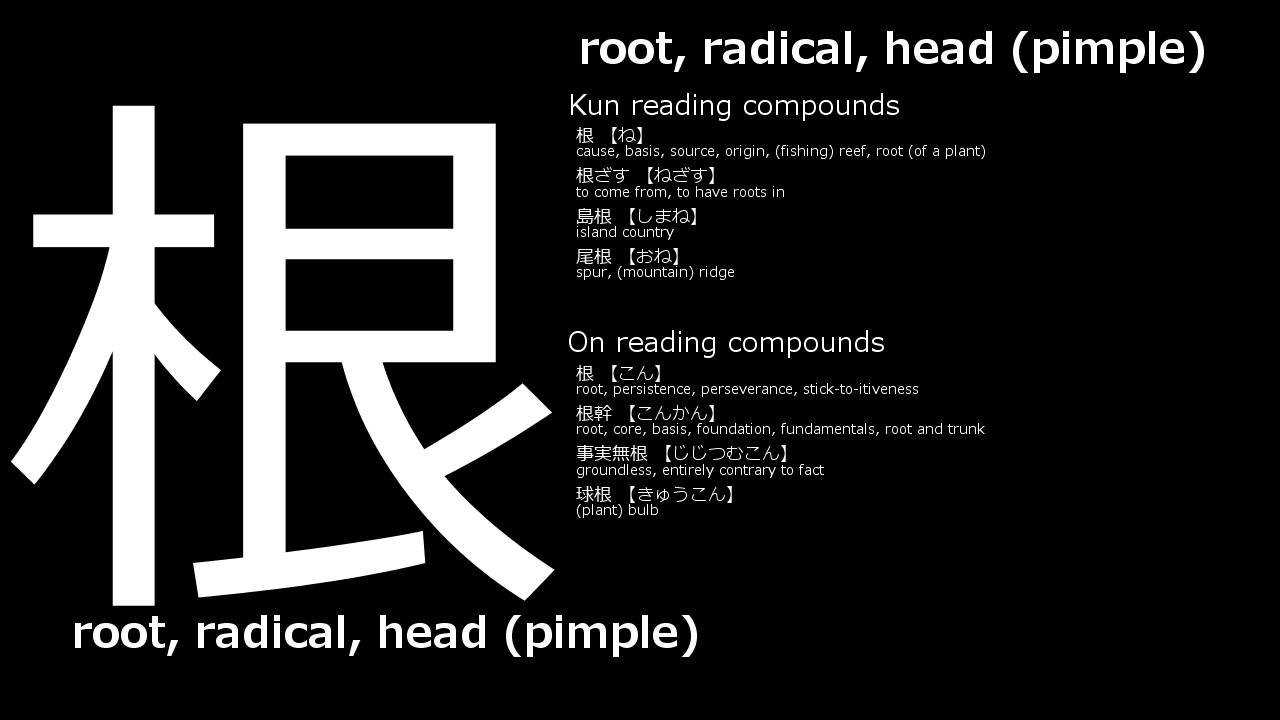 根
root, radical, head (pimple)
root, radical, head (pimple)
Kun reading compounds
根 【ね】
cause, basis, source, origin, (fishing) reef, root (of a plant)
根ざす 【ねざす】
to come from, to have roots in
島根 【しまね】
island country
尾根 【おね】
spur, (mountain) ridge
On reading compounds
根 【こん】
root, persistence, perseverance, stick-to-itiveness
根幹 【こんかん】
root, core, basis, foundation, fundamentals, root and trunk
事実無根 【じじつむこん】
groundless, entirely contrary to fact
球根 【きゅうこん】
(plant) bulb